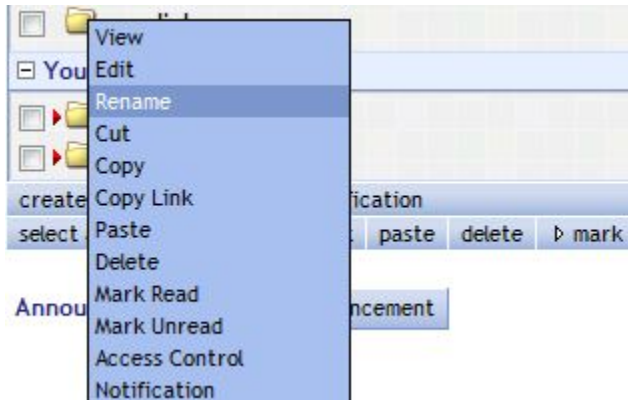 View
You
Edit
Rename
Cut
Copy
create
Copy Link
fication
select
Paste
paste delete mark
Delete
Annou
Mark Read
ncement
Mark Unread
Access Control
Notification